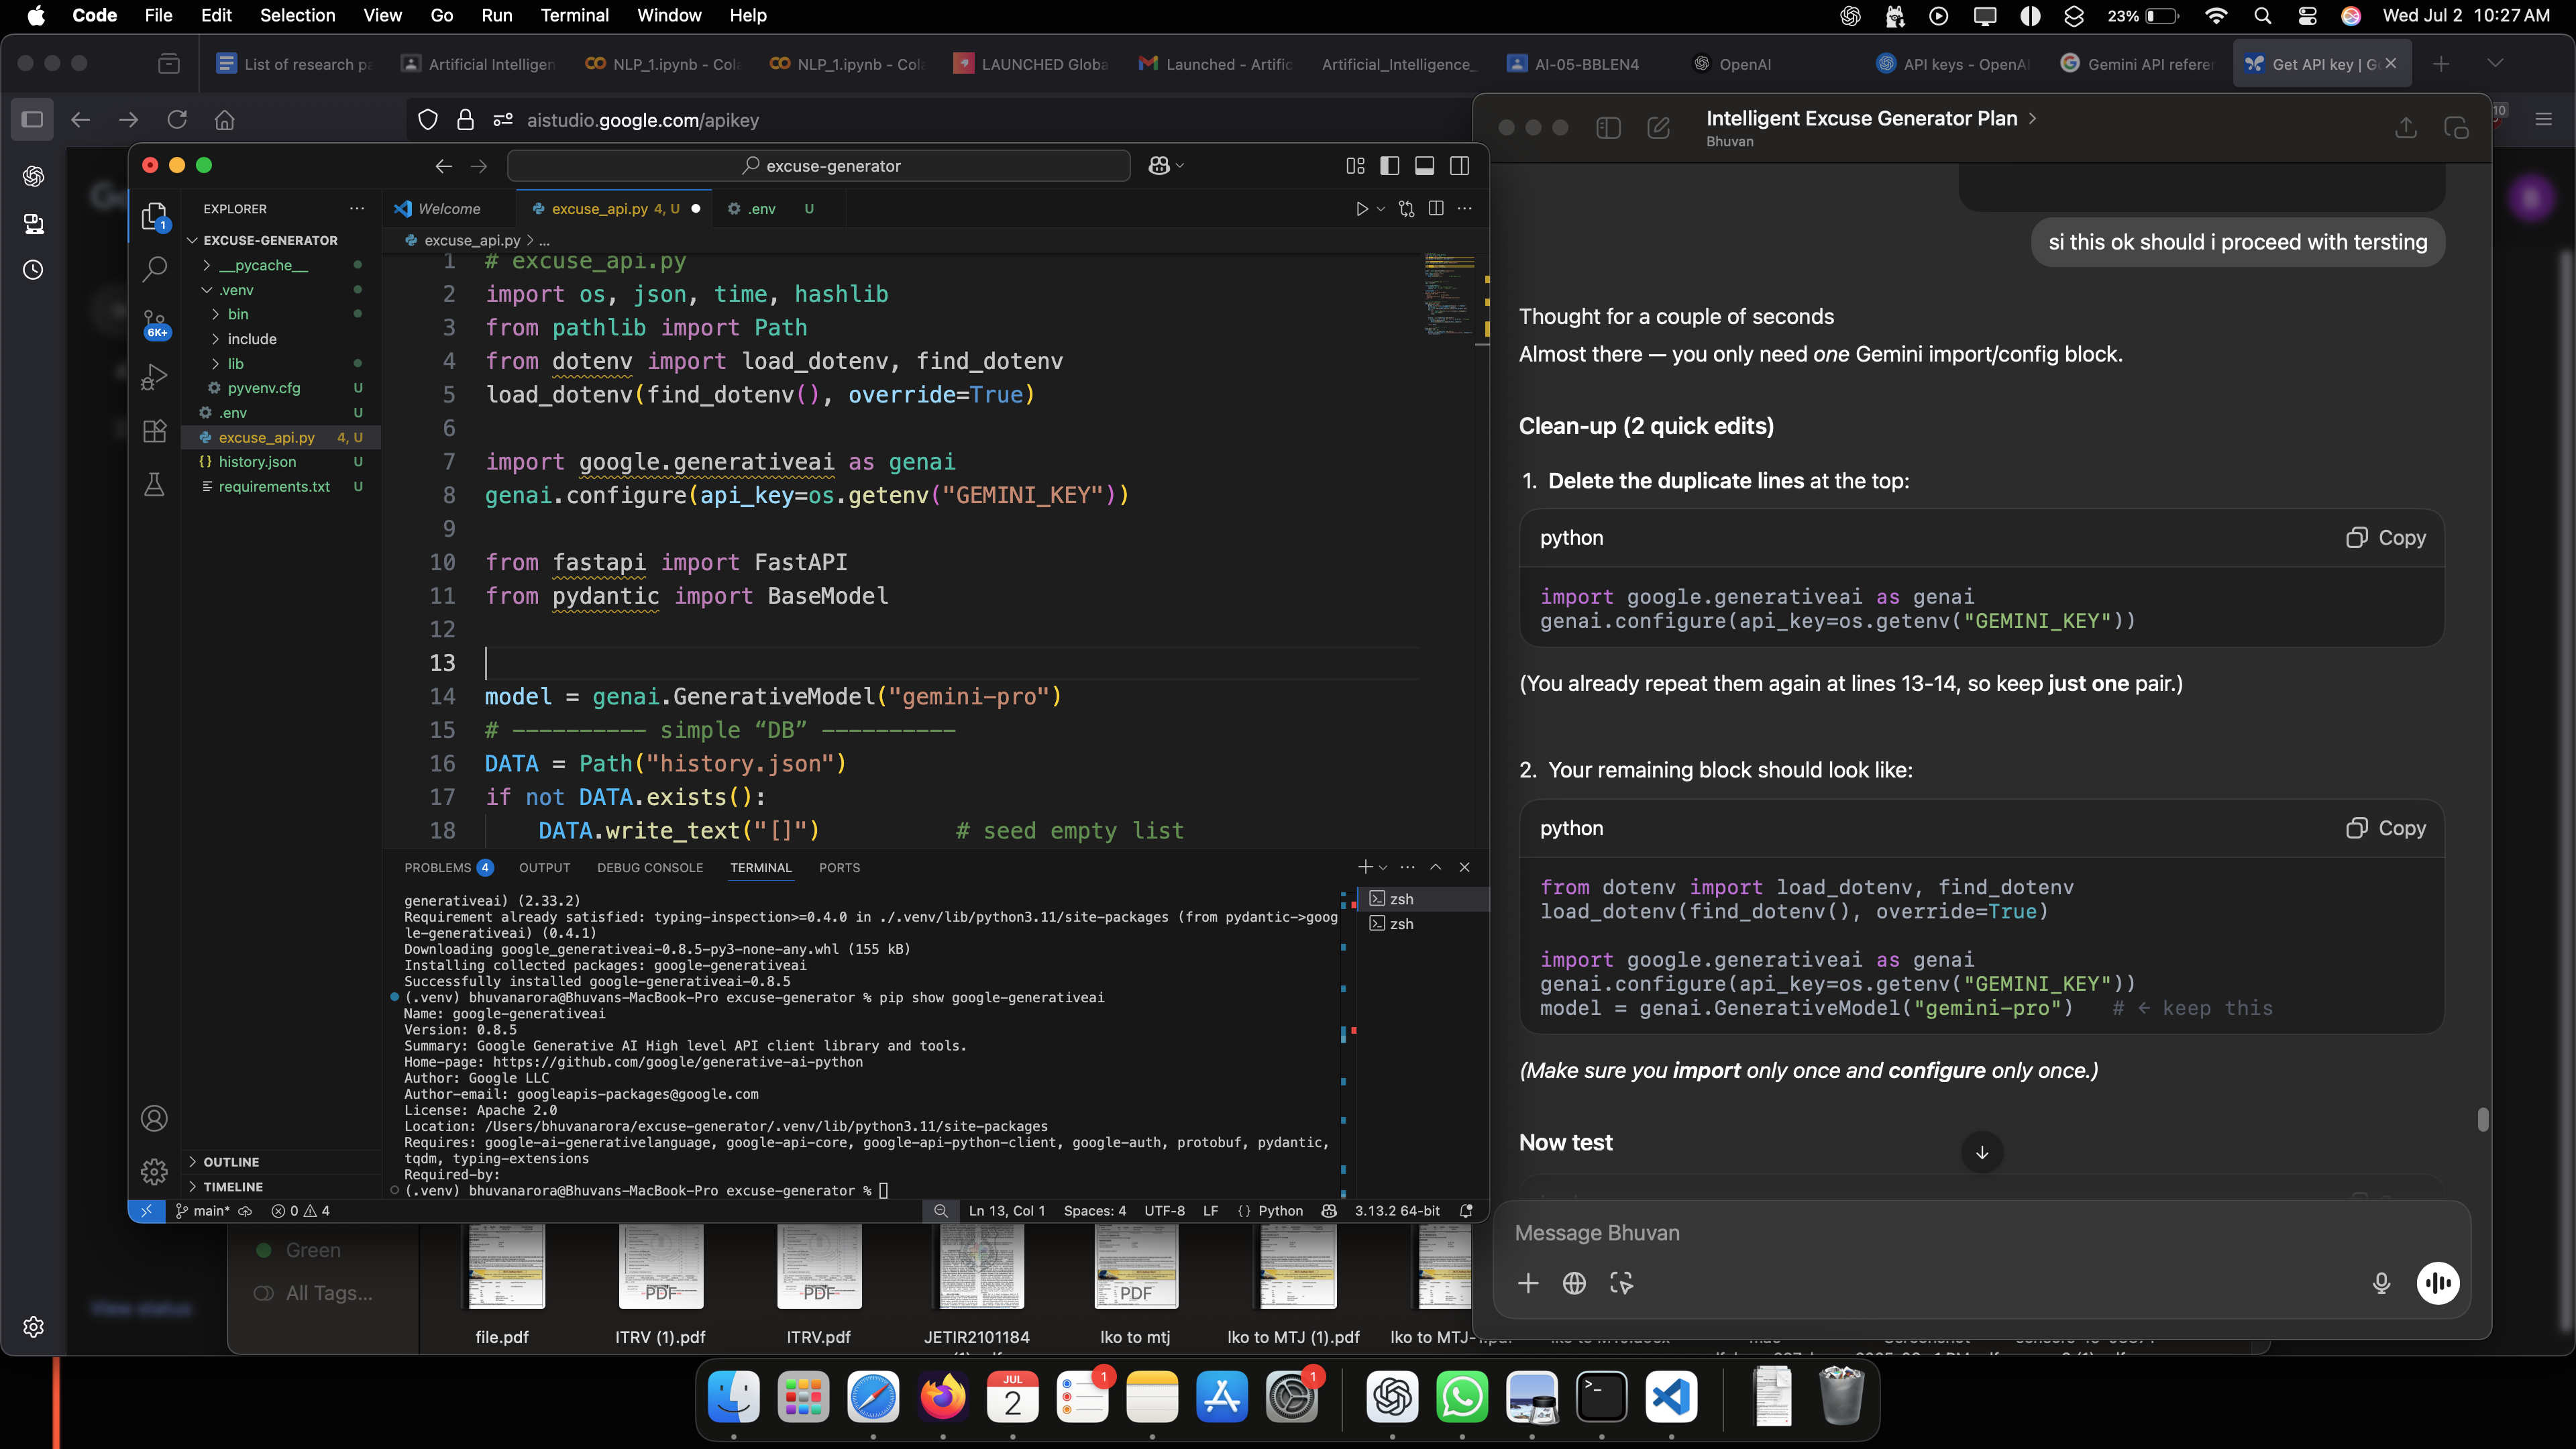 Code File Edit Selection View Go Run Terminal Window Help
23% Wed Jul 2 10:27 AM
List of research pa
Artificial Intelligen
NLP_1.ipynb - Col
NLP_1.ipynb - Col
LAUNCHED Globa
Launched - Artific
Artificial_Intelligence_
AI-05-BBLEN4
OpenAI
API keys - OpenAI
Gemini API referen
Get API key | G
aistudio.google.com/apikey
10
excuse-generator
EXPLORER
EXCUSE-GENERATOR
__pycache__
.venv
bin
include
lib
pyvenv.cfg U
.env U
excuse_api.py 4, U
history.json U
requirements.txt U
OUTLINE
TIMELINE
1
6K+
Welcome
excuse_api.py 4, U
.env U
excuse_api.py > ...
1 # excuse_api.py
2 import os, json, time, hashlib
3 from pathlib import Path
4 from dotenv import load_dotenv, find_dotenv
5 load_dotenv(find_dotenv(), override=True)
6
7 import google.generativeai as genai
8 genai.configure(api_key=os.getenv("GEMINI_KEY"))
9
10 from fastapi import FastAPI
11 from pydantic import BaseModel
12
13
14 model = genai.GenerativeModel("gemini-pro")
15 # ---------- simple “DB” ----------
16 DATA = Path("history.json")
17 if not DATA.exists():
18 DATA.write_text("[]") # seed empty list
PROBLEMS 4 OUTPUT DEBUG CONSOLE TERMINAL PORTS
generativeai) (2.33.2)
Requirement already satisfied: typing-inspection>=0.4.0 in ./.venv/lib/python3.11/site-packages (from pydantic->goog
le-generativeai) (0.4.1)
Downloading google_generativeai-0.8.5-py3-none-any.whl (155 kB)
Installing collected packages: google-generativeai
Successfully installed google-generativeai-0.8.5
(.venv) bhuvanarora@Bhuvans-MacBook-Pro excuse-generator % pip show google-generativeai
Name: google-generativeai
Version: 0.8.5
Summary: Google Generative AI High level API client library and tools.
Home-page: https://github.com/google/generative-ai-python
Author: Google LLC
Author-email: googleapis-packages@google.com
License: Apache 2.0
Location: /Users/bhuvanarora/excuse-generator/.venv/lib/python3.11/site-packages
Requires: google-ai-generativelanguage, google-api-core, google-api-python-client, google-auth, protobuf, pydantic,
tqdm, typing-extensions
Required-by:
(.venv) bhuvanarora@Bhuvans-MacBook-Pro excuse-generator %
zsh
zsh
main* 0 4
Ln 13, Col 1 Spaces: 4 UTF-8 LF {} Python 3.13.2 64-bit
Intelligent Excuse Generator Plan >
Bhuvan
si this ok should i proceed with tersting
Thought for a couple of seconds
Almost there — you only need one Gemini import/config block.
Clean-up (2 quick edits)
1. Delete the duplicate lines at the top:
python Copy
import google.generativeai as genai
genai.configure(api_key=os.getenv("GEMINI_KEY"))
(You already repeat them again at lines 13-14, so keep just one pair.)
2. Your remaining block should look like:
python Copy
from dotenv import load_dotenv, find_dotenv
load_dotenv(find_dotenv(), override=True)
import google.generativeai as genai
genai.configure(api_key=os.getenv("GEMINI_KEY"))
model = genai.GenerativeModel("gemini-pro") # ← keep this
(Make sure you import only once and configure only once.)
Now test
Message Bhuvan
View status
Green
All Tags...
PDF
PDF
PDF
file.pdf
ITRV (1).pdf
ITRV.pdf
JETIR2101184
lko to mtj
lko to MTJ (1).pdf
JUL
2
1
1